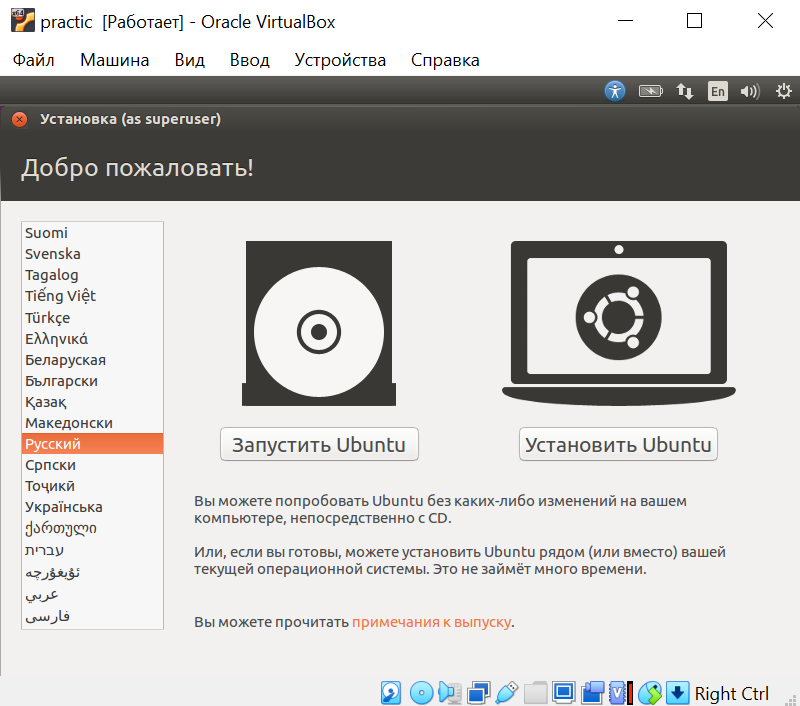 practic [Работает] - Oracle VirtualBox
Файл Машина Вид Ввод Устройства Справка
En
Установка (as superuser)
Добро пожаловать!
Suomi
Svenska
Tagalog
Tiếng Việt
Türkçe
Ελληνικά
Беларуская
Български
Қазақ
Македонски
Русский
Српски
Тоҷикӣ
Українська
ქართული
עברית
ئۇيغۇرچە
عربي
فارسی
Запустить Ubuntu
Установить Ubuntu
Вы можете попробовать Ubuntu без каких-либо изменений на вашем
компьютере, непосредственно с CD.
Или, если вы готовы, можете установить Ubuntu рядом (или вместо) вашей
текущей операционной системы. Это не займёт много времени.
Вы можете прочитать примечания к выпуску.
Right Ctrl